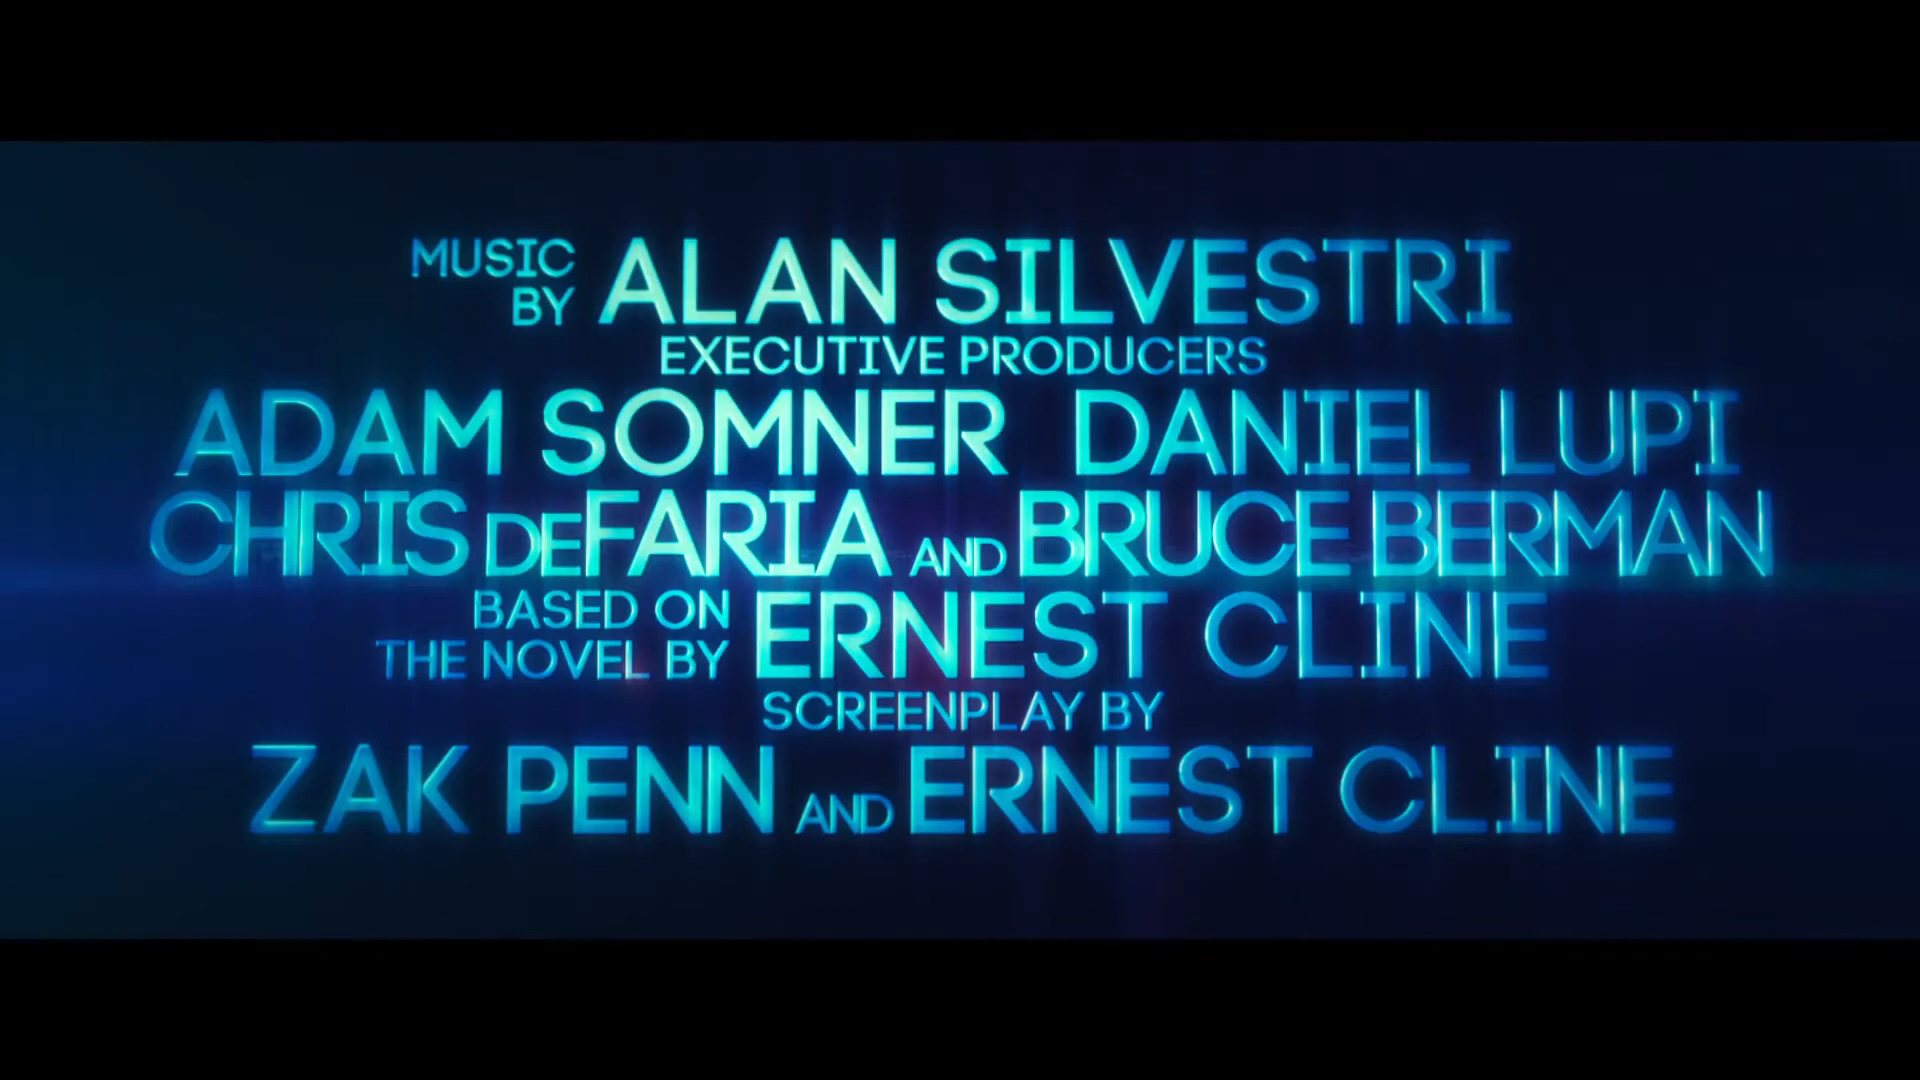 MUSIC BY ALAN SILVESTRI
EXECUTIVE PRODUCERS
ADAM SOMNER DANIEL LUPI
CHRIS DEFARIA AND BRUCE BERMAN
BASED ON THE NOVEL BY ERNEST CLINE
SCREENPLAY BY
ZAK PENN AND ERNEST CLINE